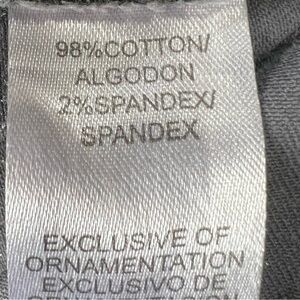 98%COTTON/
ALGODON
2%SPANDEX/
SPANDEX
EXCLUSIVE OF
ORNAMENTATION
EXCLUSIVO DE